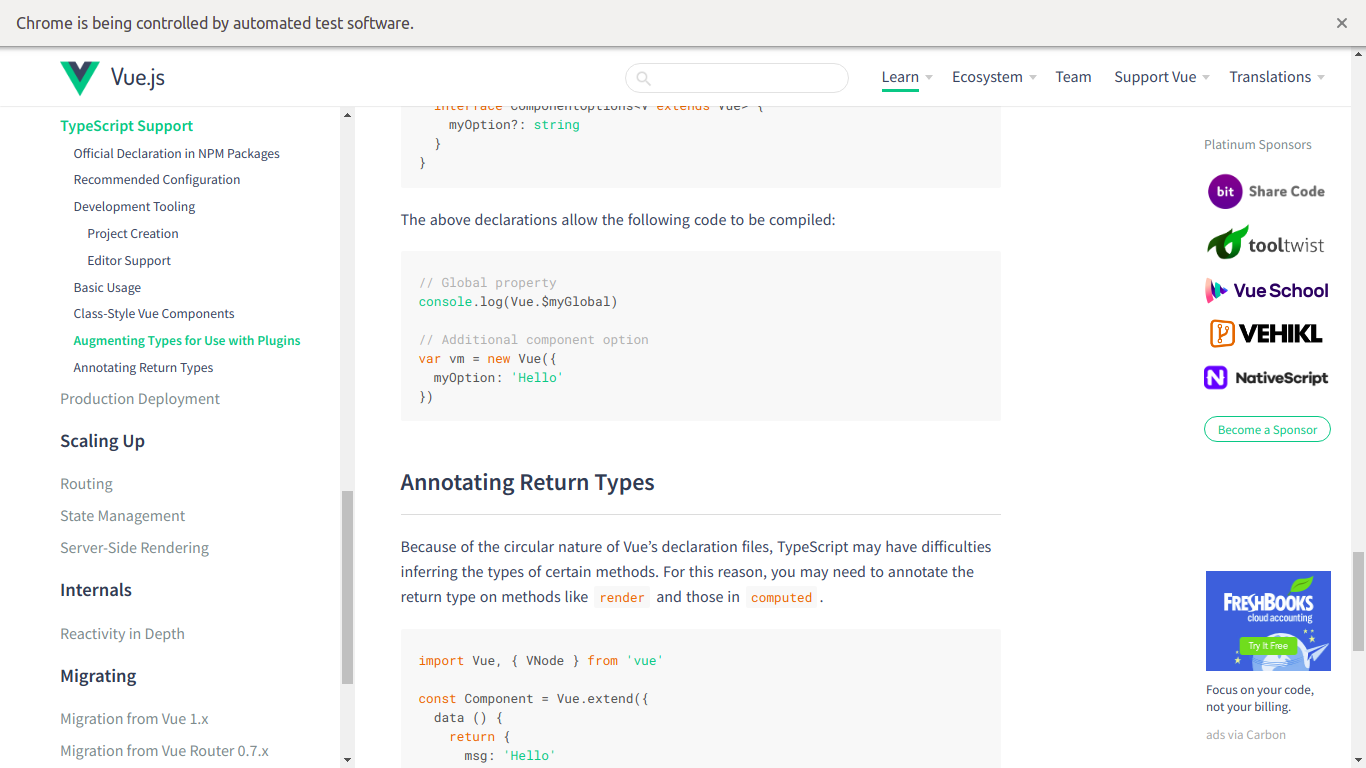 Chrome is being controlled by automated test software.
Vue.js
Learn
Ecosystem
Team
Support Vue
Translations
TypeScript Support
Official Declaration in NPM Packages
Recommended Configuration
Development Tooling
Project Creation
Editor Support
Basic Usage
Class-Style Vue Components
Augmenting Types for Use with Plugins
Annotating Return Types
Production Deployment
Scaling Up
Routing
State Management
Server-Side Rendering
Internals
Reactivity in Depth
Migrating
Migration from Vue 1.x
Migration from Vue Router 0.7.x
interface ComponentOptions<V extends Vue> {
myOption?: string
}
}
The above declarations allow the following code to be compiled:
// Global property
console.log(Vue.$myGlobal)
// Additional component option
var vm = new Vue({
myOption: 'Hello'
})
Annotating Return Types
Because of the circular nature of Vue’s declaration files, TypeScript may have difficulties
inferring the types of certain methods. For this reason, you may need to annotate the
return type on methods like render and those in computed .
import Vue, { VNode } from 'vue'
const Component = Vue.extend({
data () {
return {
msg: 'Hello'
Platinum Sponsors
bit Share Code
tooltwist
Vue School
VEHIKL
NativeScript
Become a Sponsor
FRESHBOOKS
cloud accounting
Try It Free
Focus on your code,
not your billing.
ads via Carbon